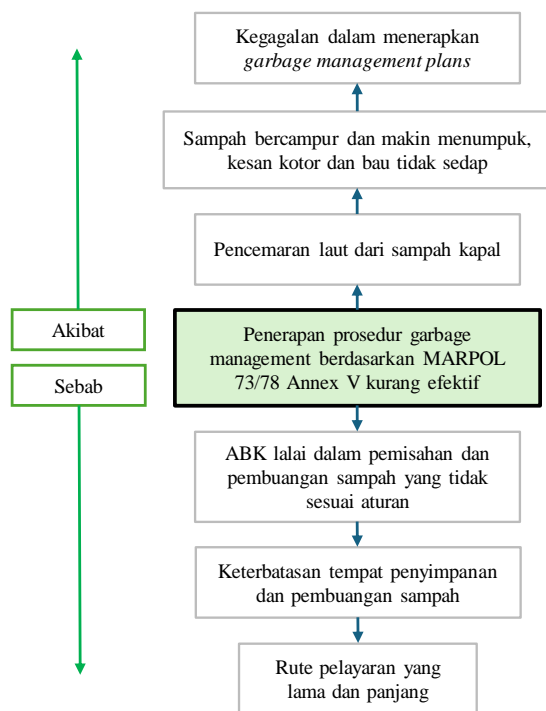 Kegagalan dalam menerapkan
garbage management plans
Sampah bercampur dan makin menumpuk,
kesan kotor dan bau tidak sedap
Pencemaran laut dari sampah kapal
Akibat
Sebab
Penerapan prosedur garbage
management berdasarkan MARPOL
73/78 Annex V kurang efektif
ABK lalai dalam pemisahan dan
pembuangan sampah yang tidak
sesuai aturan
Keterbatasan tempat penyimpanan
dan pembuangan sampah
Rute pelayaran yang
lama dan panjang